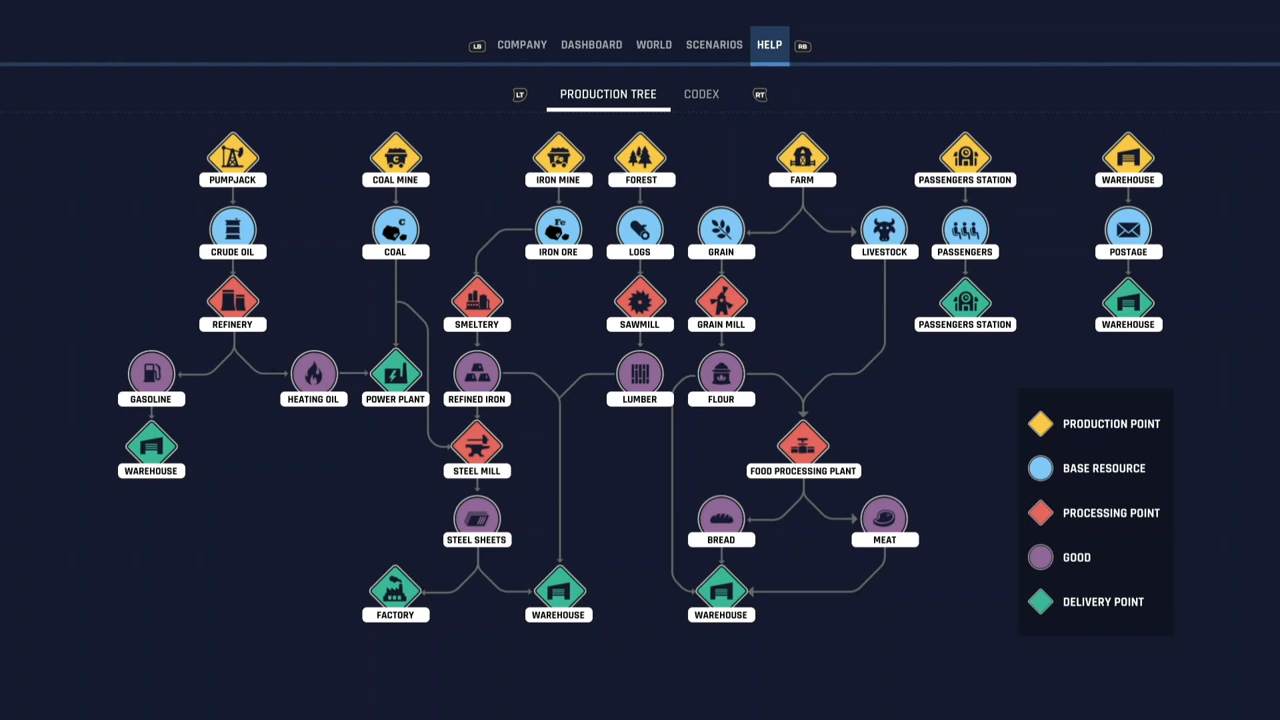 LB COMPANY DASHBOARD WORLD SCENARIOS HELP RB
LT PRODUCTION TREE CODEX RT
PUMPJACK COAL MINE IRON MINE FOREST FARM PASSENGERS STATION WAREHOUSE
C Fe
CRUDE OIL COAL IRON ORE LOGS GRAIN LIVESTOCK PASSENGERS POSTAGE
REFINERY SMELTERY SAWMILL GRAIN MILL PASSENGERS STATION WAREHOUSE
GASOLINE HEATING OIL POWER PLANT REFINED IRON LUMBER FLOUR
PRODUCTION POINT
WAREHOUSE STEEL MILL FOOD PROCESSING PLANT
BASE RESOURCE
PROCESSING POINT
STEEL SHEETS BREAD MEAT
GOOD
DELIVERY POINT
FACTORY WAREHOUSE WAREHOUSE